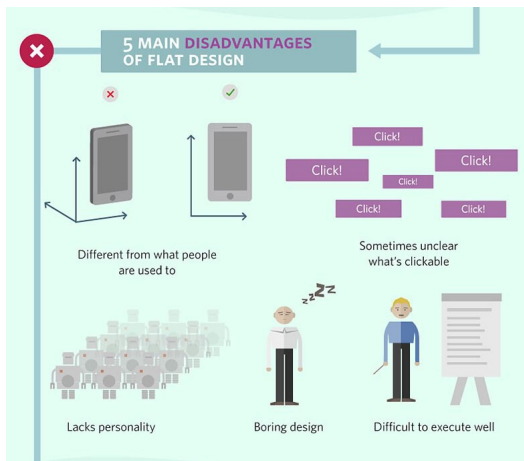 5 MAIN DISADVANTAGES
OF FLAT DESIGN
Click!
Click!
Click!
Click!
Click!
Click!
Different from what people
are used to
Sometimes unclear
what's clickable
zzZZ
Lacks personality
Boring design
Difficult to execute well